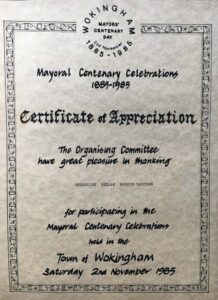 WOKINGHAM
MAYORS'
CENTENARY
DAY
2nd November
1885-1985
Mayoral Centenary Celebrations
1885-1985
Certificate of Appreciation
The Organising Committee
have great pleasure in thanking
for participating in the
Mayoral Centenary Celebrations
held in the
Town of Wokingham
Saturday 2nd November 1985